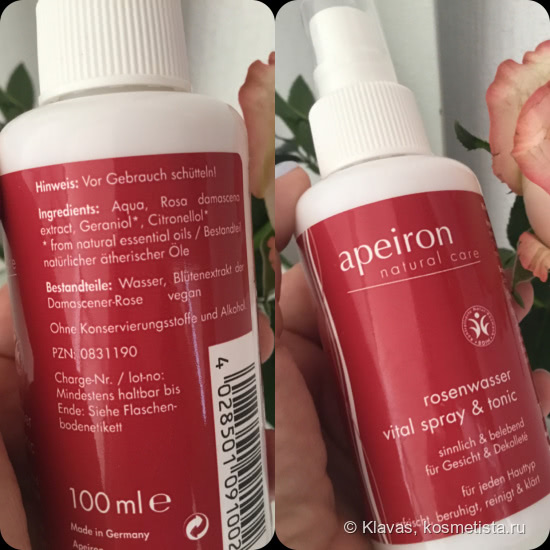 Hinweis: Vor Gebrauch schütteln!
Ingredients: Aqua, Rosa damascena
extract, Geraniol*, Citronellol*
* from natural essential oils / Bestandteil
natürlicher ätherischer Öle
Bestandteile: Wasser, Blütenextrakt der
Damascener-Rose vegan
Ohne Konservierungsstoffe und Alkohol
PZN: 0831190
Charge-Nr. / lot-no:
Mindestens haltbar bis
Ende: Siehe Flaschen-
bodenetikett
4 028501 091002
100 ml e
Made in Germany
Apeiron
apeiron
natural care
rosenwasser
vital spray & tonic
sinnlich & belebend
für Gesicht & Dekolleté
für jeden Hauttyp
erfrischt, beruhigt, reinigt & klärt
© Klavas, kosmetista.ru